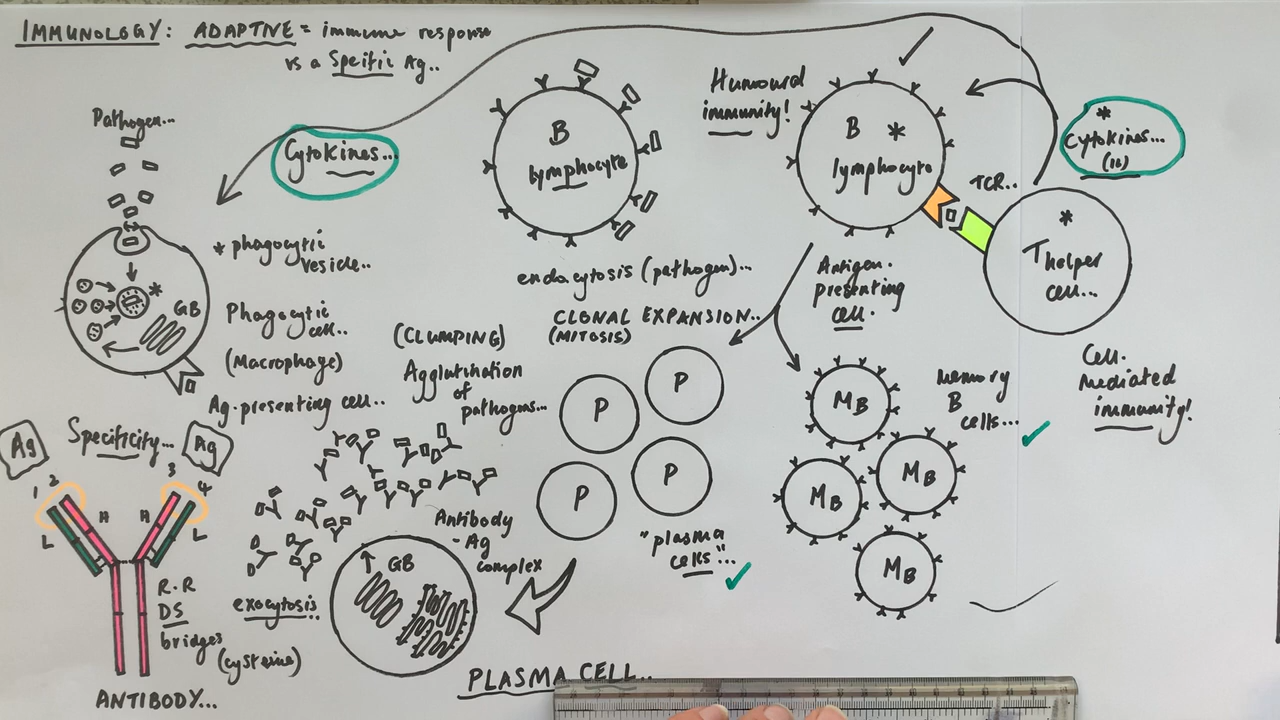 IMMUNOLOGY: ADAPTIVE = immune response
vs a Specific Ag..
Pathogen...
Cytokines...
* phagocytic
vesicle..
*
GB
Phagocytic
cell..
(Macrophage)
Ag-presenting cell..
B
lymphocyte
endocytosis (pathogen)...
CLONAL EXPANSION..
(MITOSIS)
Humoural
immunity!
B *
lymphocyte
TCR..
*
Cytokines...
*
T helper
cell...
Antigen.
presenting
cell.
Cell.
mediated
immunity!
(CLUMPING)
Agglutination
of
pathogens...
P
P
P
P
"plasma
cells"...
MB
MB
MB
MB
memory
B
cells...
Ag
Specificity...
Ag
1 2
3 4
L
H
H
L
R.R
DS
bridges
(cysteine)
ANTIBODY...
Antibody
- Ag
complex
↑ GB
exocytosis..
PLASMA CELL..